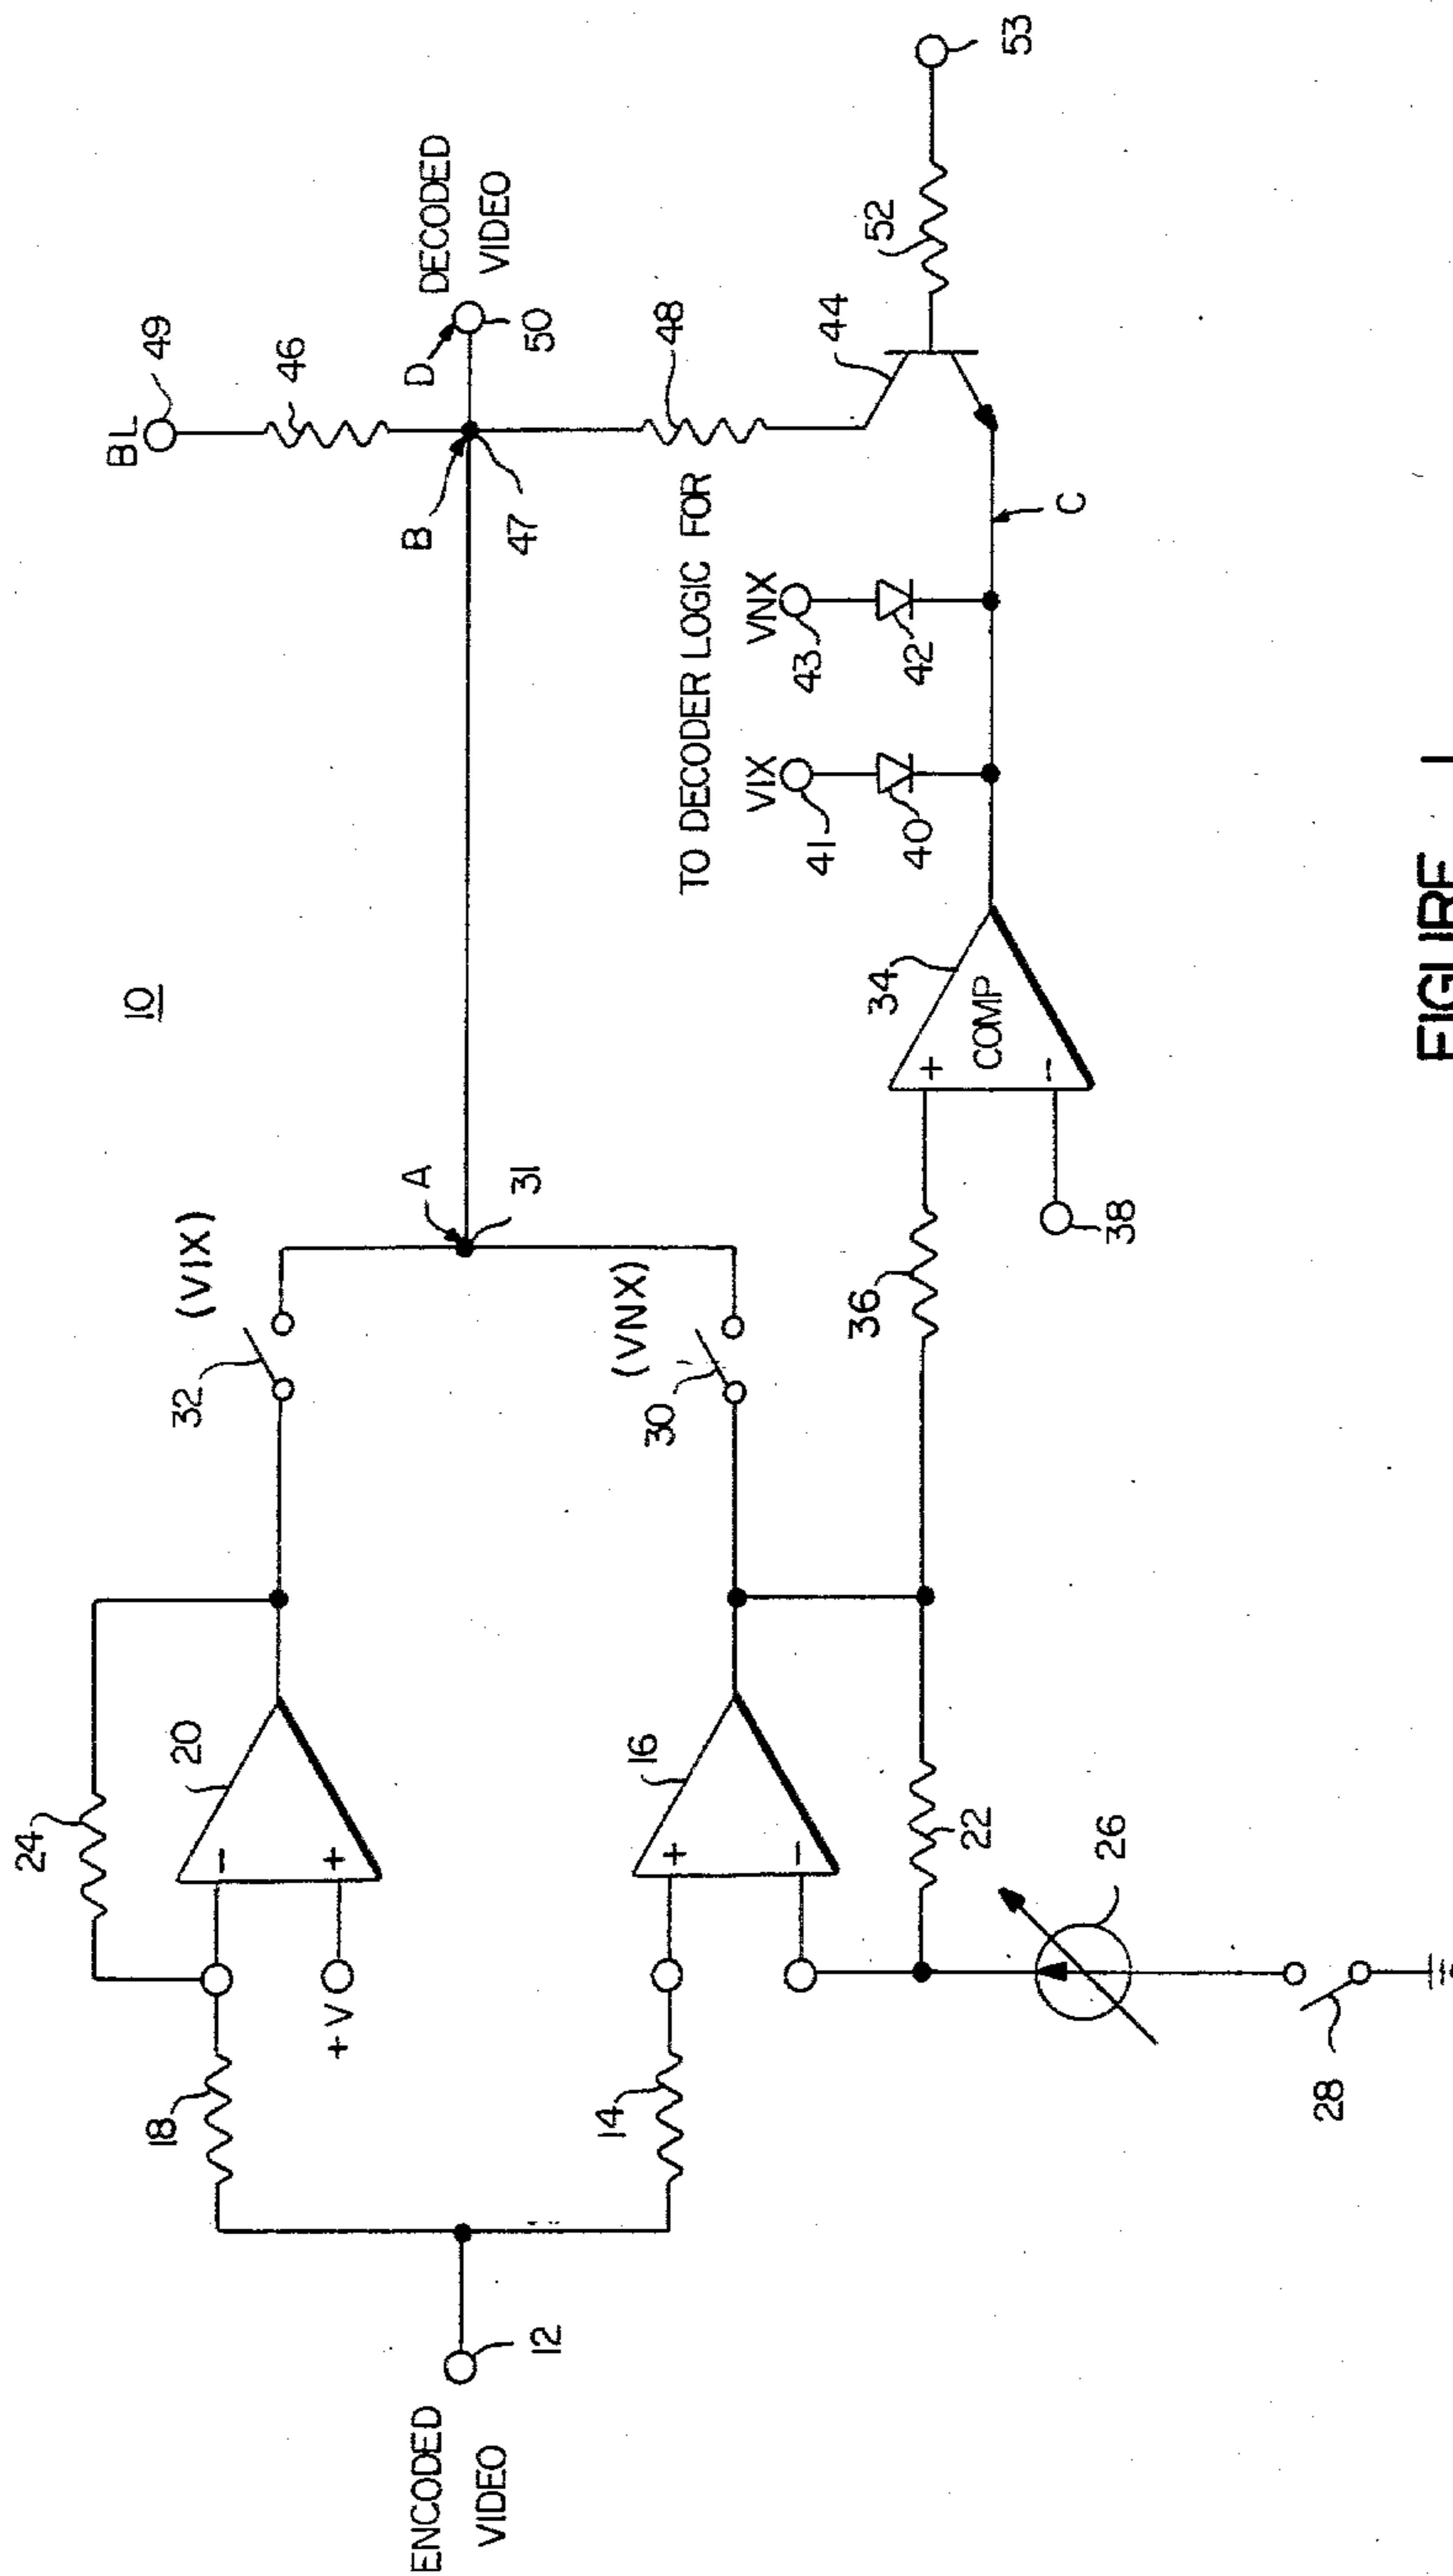 10
ENCODED
VIDEO
12
18
24
20
-
+
+ V
14
16
+
-
22
26
28
32
(VIX)
30
(VNX)
A
31
36
38
34
+
COMP
-
TO DECODER LOGIC FOR
VIX
41
40
VNX
43
42
C
B
47
BL
49
46
D
DECODED
VIDEO
50
48
44
52
53
FIGURE 1